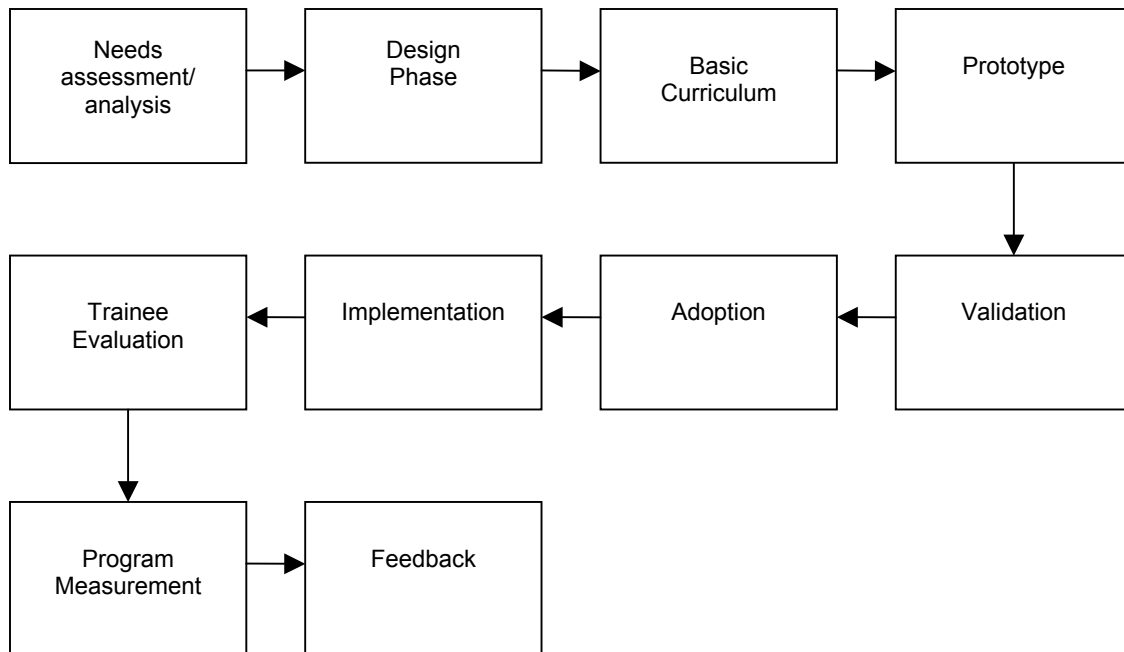 Needs
assessment/
analysis
Design
Phase
Basic
Curriculum
Prototype
Validation
Adoption
Implementation
Trainee
Evaluation
Program
Measurement
Feedback